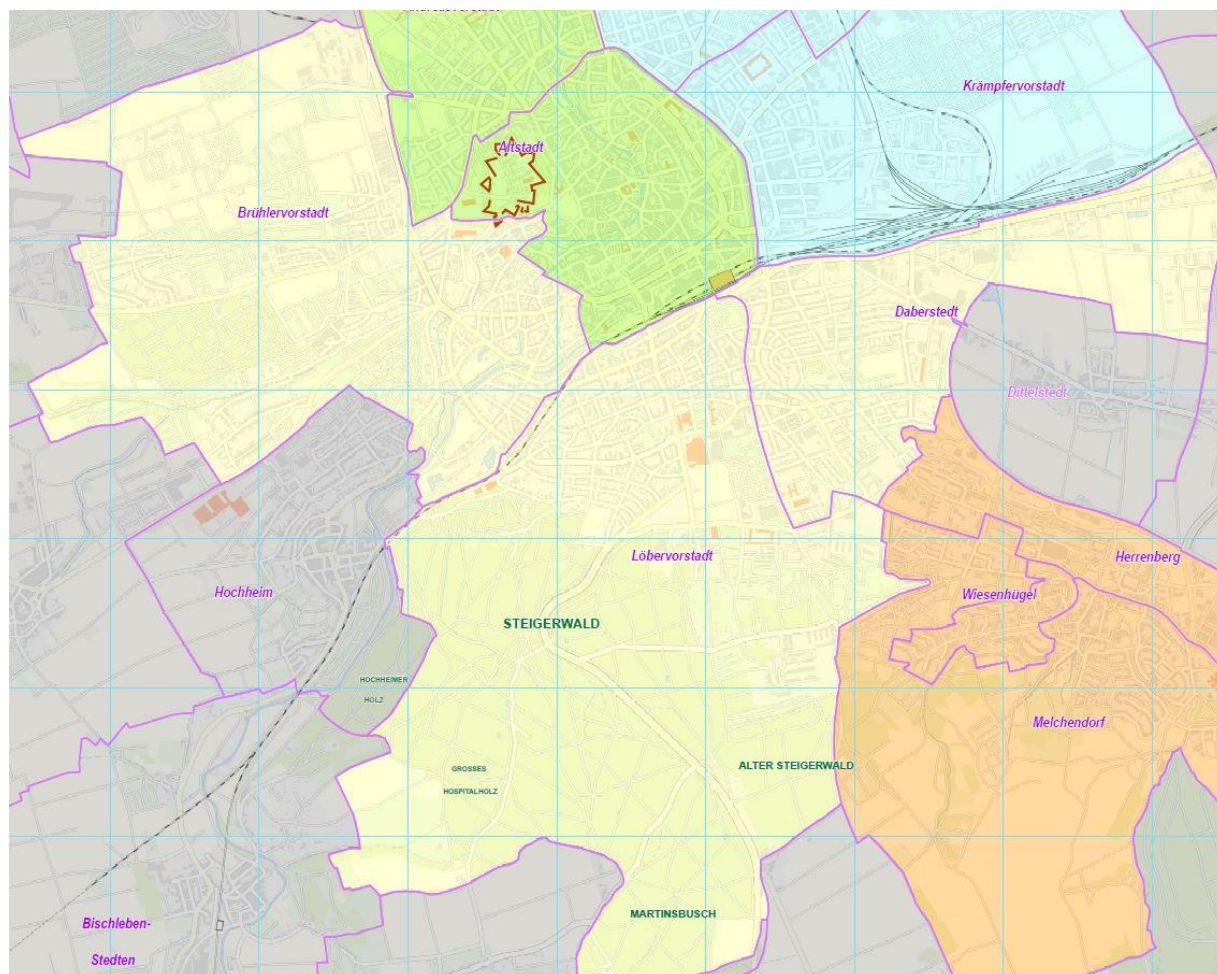 Krämpfervorstadt
Altstadt
Brühlervorstadt
Daberstedt
Dittelstedt
Löbervorstadt
Herrenberg
Hochheim
Wiesenhügel
STEIGERWALD
HOCHHEIMER
HOLZ
Melchendorf
GROSSES
HOSPITALHOLZ
ALTER STEIGERWALD
MARTINSBUSCH
Bischleben-
Stedten